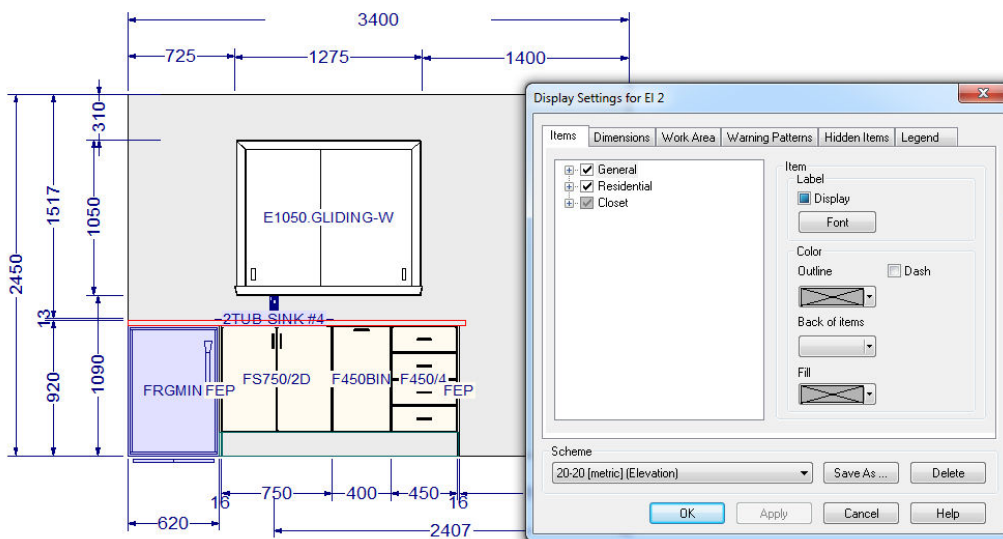 3400
725
1275
1400
310
1517
1050
2450
E1050.GLIDING-W
13
2TUB SINK #4
920
1090
FRGMIN
FEP
FS750/2D
F450BIN
F450/4
FEP
16
750
400
450
16
620
2407
Display Settings for El 2
Items
Dimensions
Work Area
Warning Patterns
Hidden Items
Legend
General
Residential
Closet
Item
Label
Display
Font
Color
Outline
Dash
Back of items
Fill
Scheme
20-20 [metric] (Elevation)
Save As ...
Delete
OK
Apply
Cancel
Help